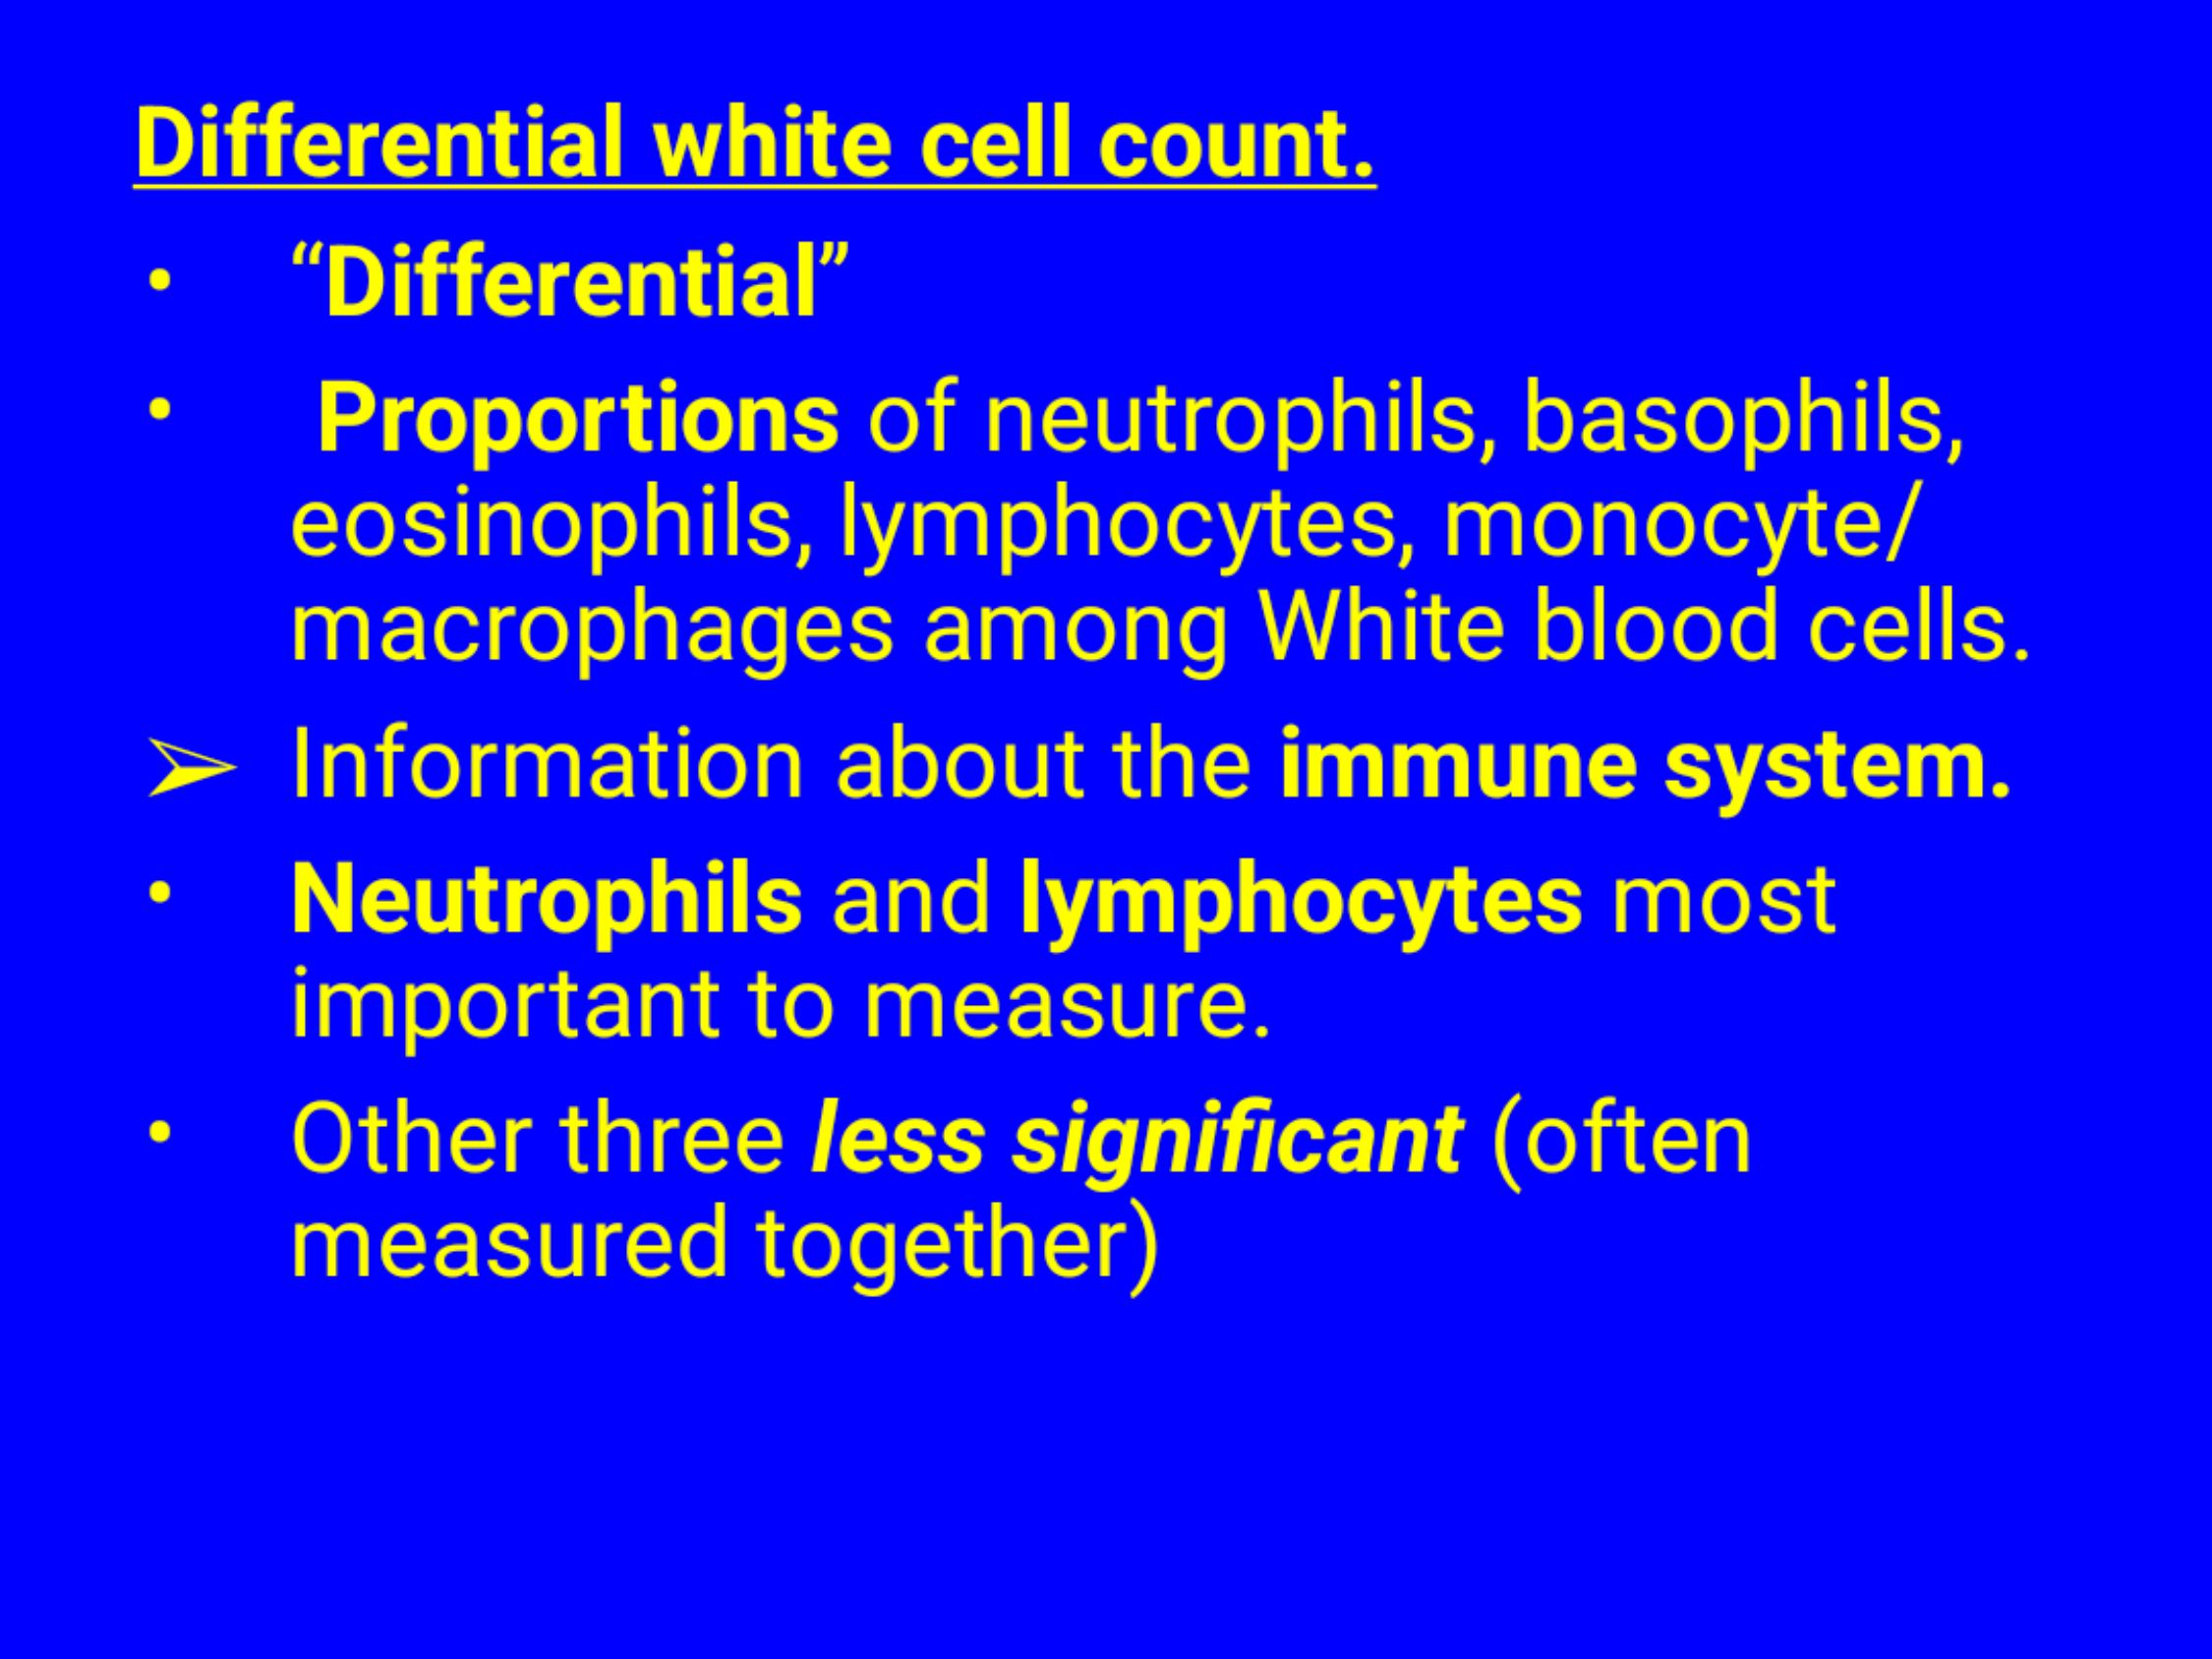 Differential white cell count.
• “Differential”
• Proportions of neutrophils, basophils,
eosinophils, lymphocytes, monocyte/
macrophages among White blood cells.
➢ Information about the immune system.
• Neutrophils and lymphocytes most
important to measure.
• Other three less significant (often
measured together)